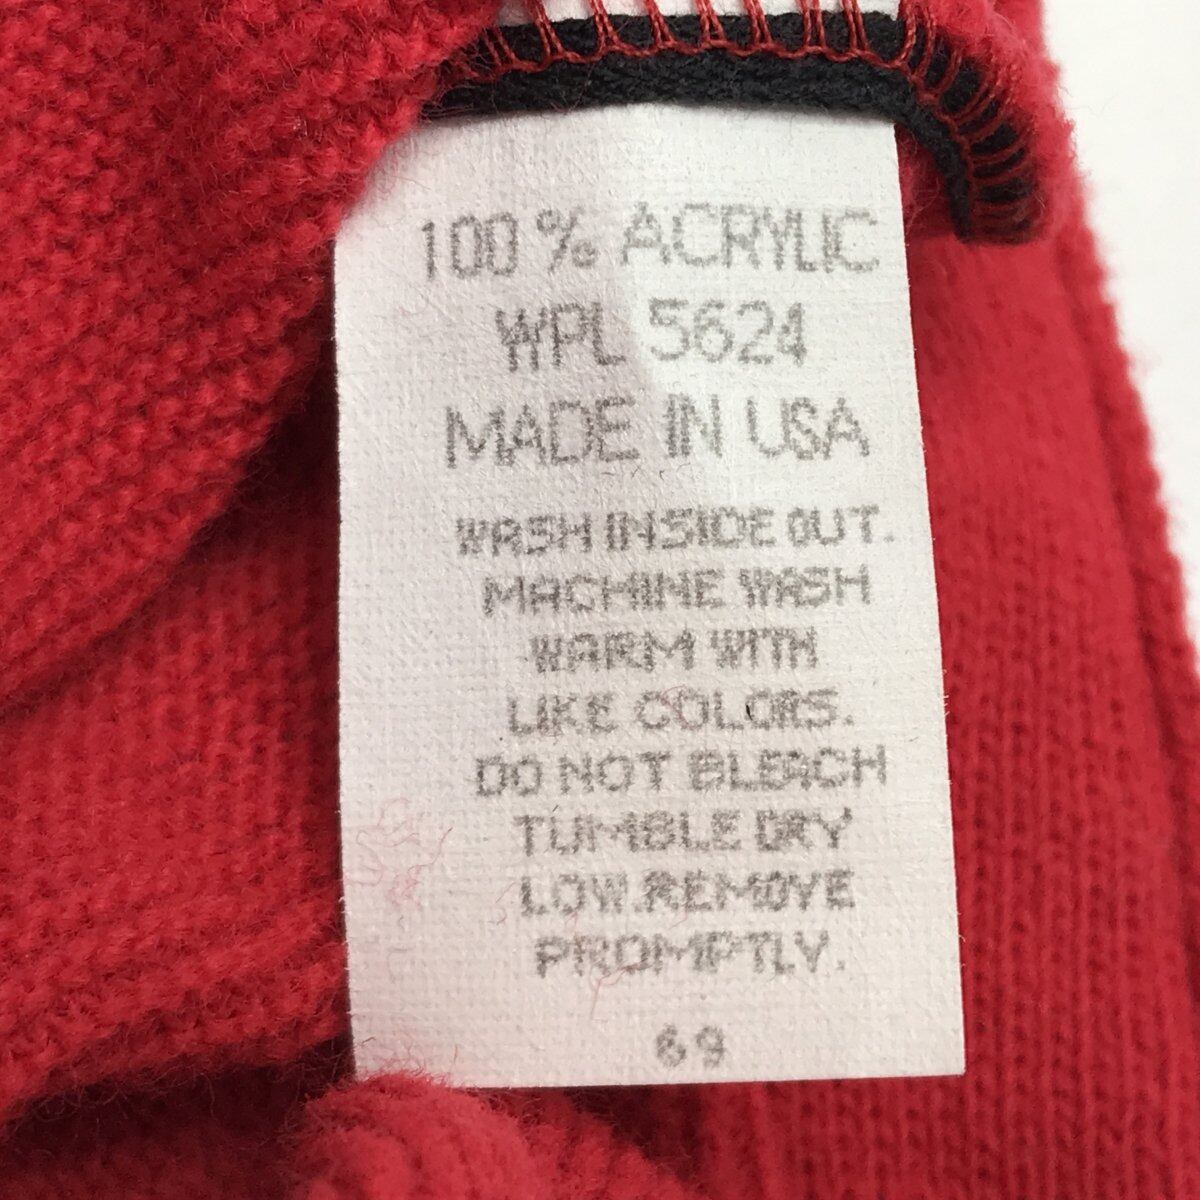 100 % ACRYLIC
WPL 5624
MADE IN USA
WASH INSIDE OUT.
MACHINE WASH
WARM WITH
LIKE COLORS.
DO NOT BLEACH
TUMBLE DRY
LOW.REMOVE
PROMPTLY.
69